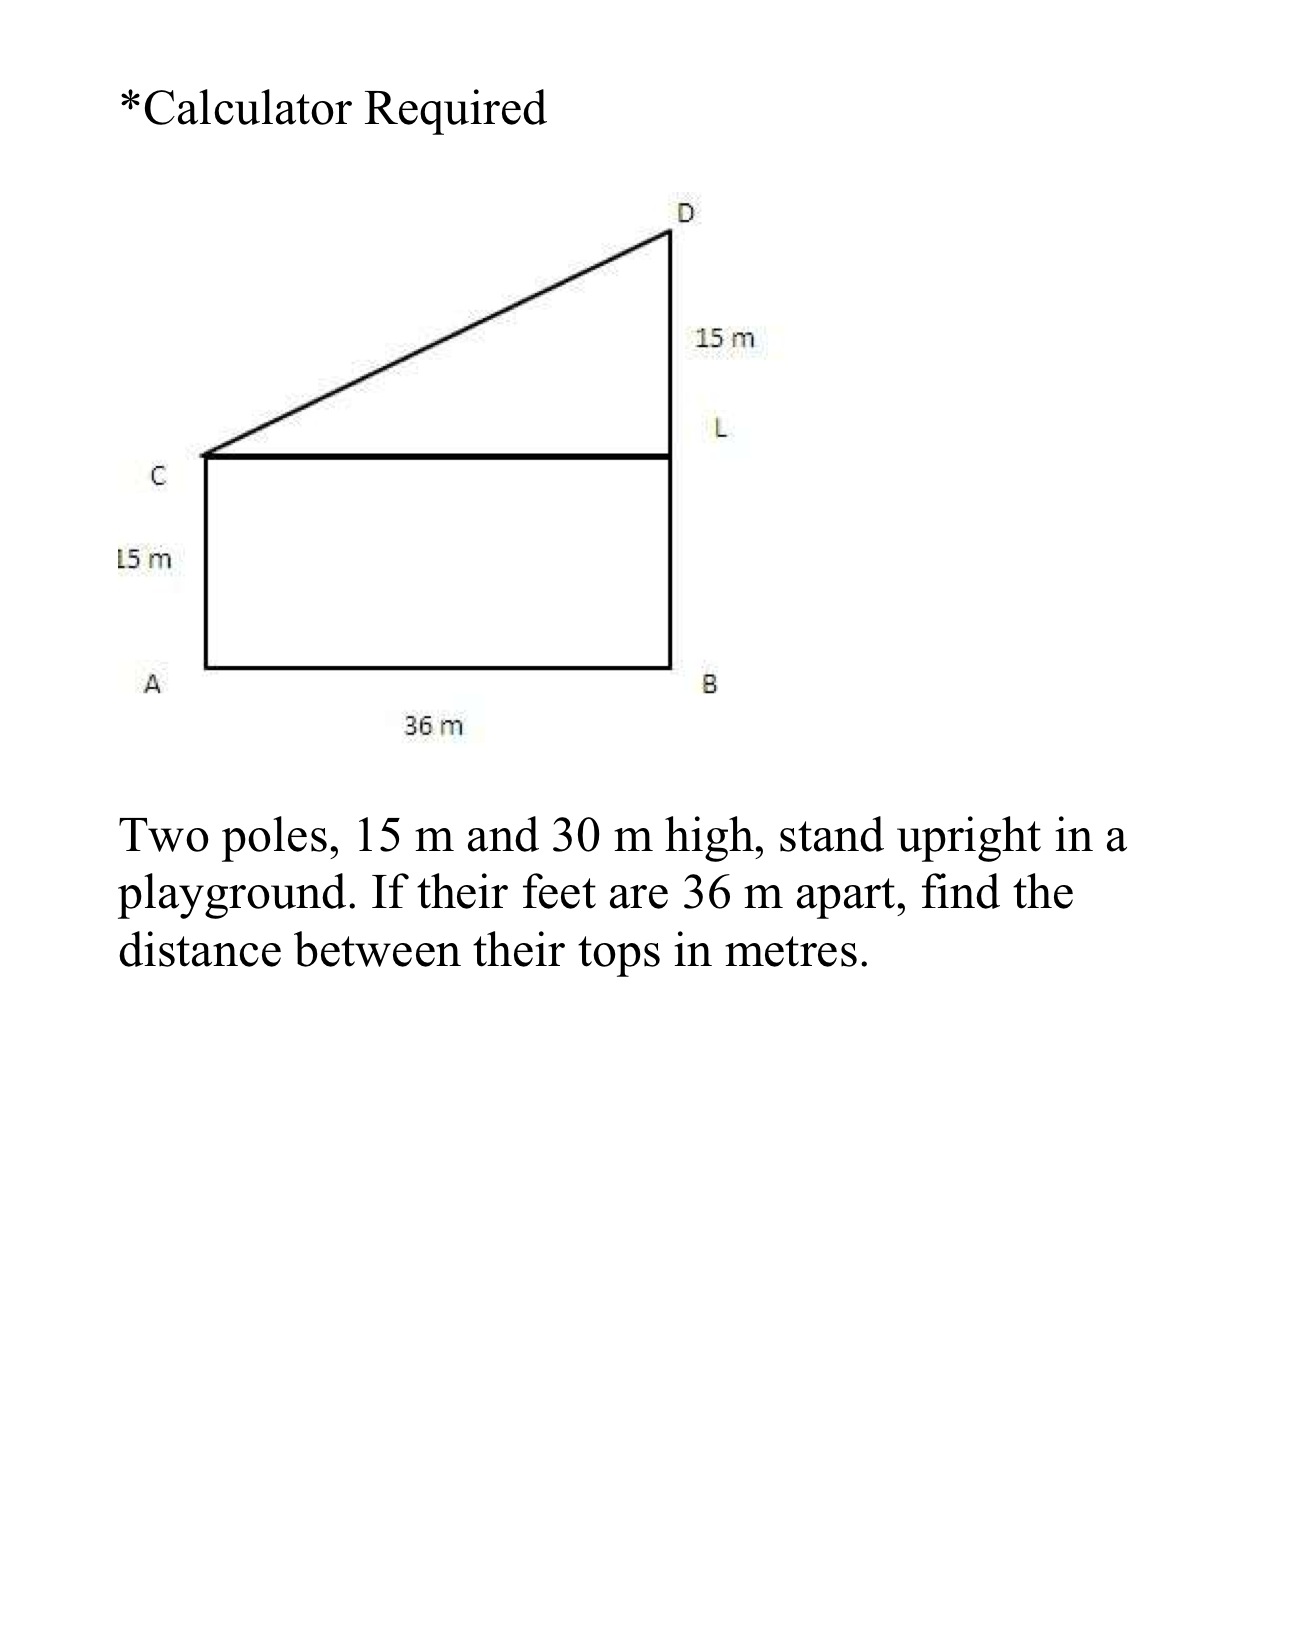 *Calculator Required
D
15 m
L
C
15 m
A
B
36 m
Two poles, 15 m and 30 m high, stand upright in a
playground. If their feet are 36 m apart, find the
distance between their tops in metres.